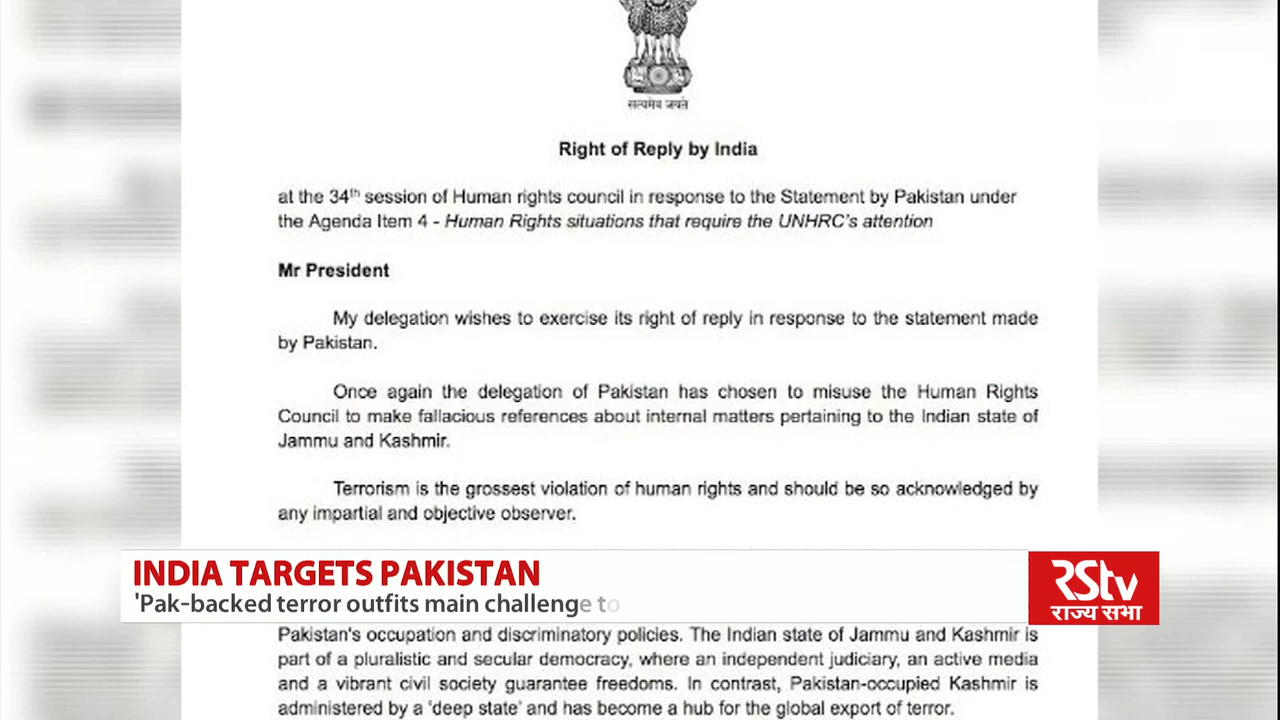 सत्यमेव जयते
Right of Reply by India
at the 34th session of Human rights council in response to the Statement by Pakistan under
the Agenda Item 4 - Human Rights situations that require the UNHRC's attention
Mr President
My delegation wishes to exercise its right of reply in response to the statement made
by Pakistan.
Once again the delegation of Pakistan has chosen to misuse the Human Rights
Council to make fallacious references about internal matters pertaining to the Indian state of
Jammu and Kashmir.
Terrorism is the grossest violation of human rights and should be so acknowledged by
any impartial and objective observer.
INDIA TARGETS PAKISTAN
'Pak-backed terror outfits main challenge to
RStv
राज्य सभा
Pakistan's occupation and discriminatory policies. The Indian state of Jammu and Kashmir is
part of a pluralistic and secular democracy, where an independent judiciary, an active media
and a vibrant civil society guarantee freedoms. In contrast, Pakistan-occupied Kashmir is
administered by a 'deep state' and has become a hub for the global export of terror.